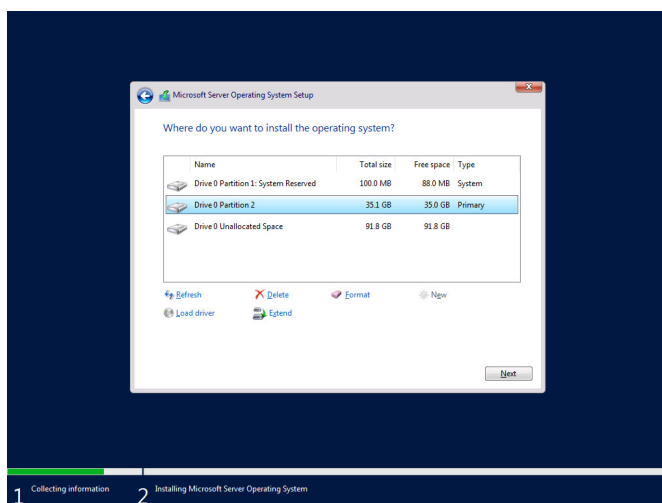 Microsoft Server Operating System Setup
Where do you want to install the operating system?
Name Total size Free space Type
Drive 0 Partition 1: System Reserved 100.0 MB 88.0 MB System
Drive 0 Partition 2 35.1 GB 35.0 GB Primary
Drive 0 Unallocated Space 91.8 GB 91.8 GB
Refresh Delete Format New
Load driver Extend
Next
1 Collecting information 2 Installing Microsoft Server Operating System